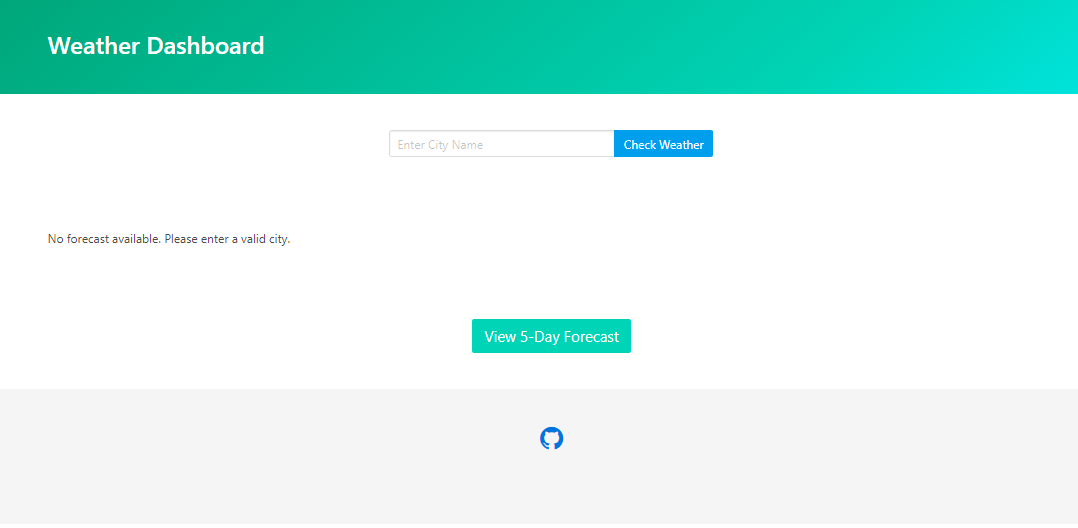 Weather Dashboard
Enter City Name
Check Weather
No forecast available. Please enter a valid city.
View 5-Day Forecast